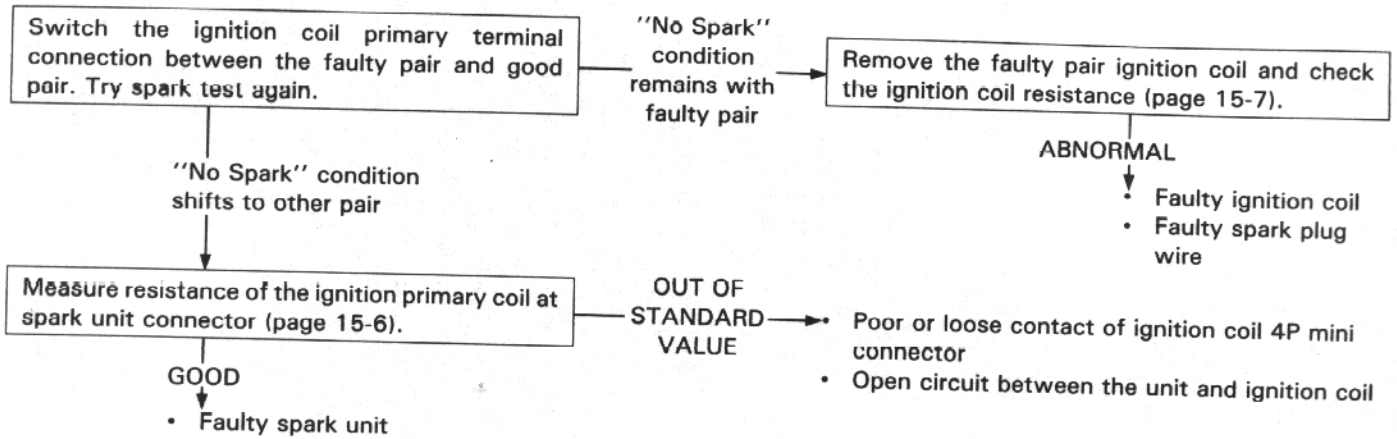 Switch the ignition coil primary terminal
connection between the faulty pair and good
pair. Try spark test again.
"No Spark"
condition
remains with
faulty pair
Remove the faulty pair ignition coil and check
the ignition coil resistance (page 15-7).
ABNORMAL
• Faulty ignition coil
• Faulty spark plug
wire
"No Spark" condition
shifts to other pair
Measure resistance of the ignition primary coil at
spark unit connector (page 15-6).
OUT OF
STANDARD
VALUE
• Poor or loose contact of ignition coil 4P mini
connector
• Open circuit between the unit and ignition coil
GOOD
• Faulty spark unit